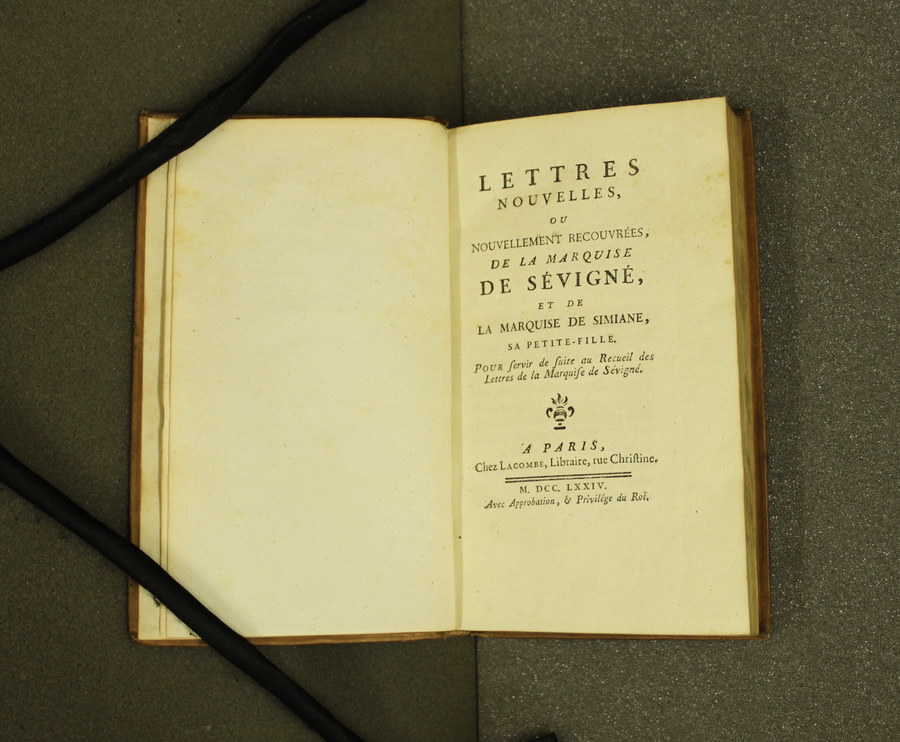 LETTRES
NOUVELLES,
OU
NOUVELLEMENT RECOUVRÉES,
DE LA MARQUISE
DE SÉVIGNÉ,
ET DE
LA MARQUISE DE SIMIANE,
SA PETITE-FILLE.
POUR ſervir de ſuite au Recueil des
Lettres de la Marquiſe de Sévigné.
A PARIS,
Chez LACOMBE, Libraire, rue Chriſtine.
M. DCC. LXXIV.
Avec Approbation, & Privilége du Roi.